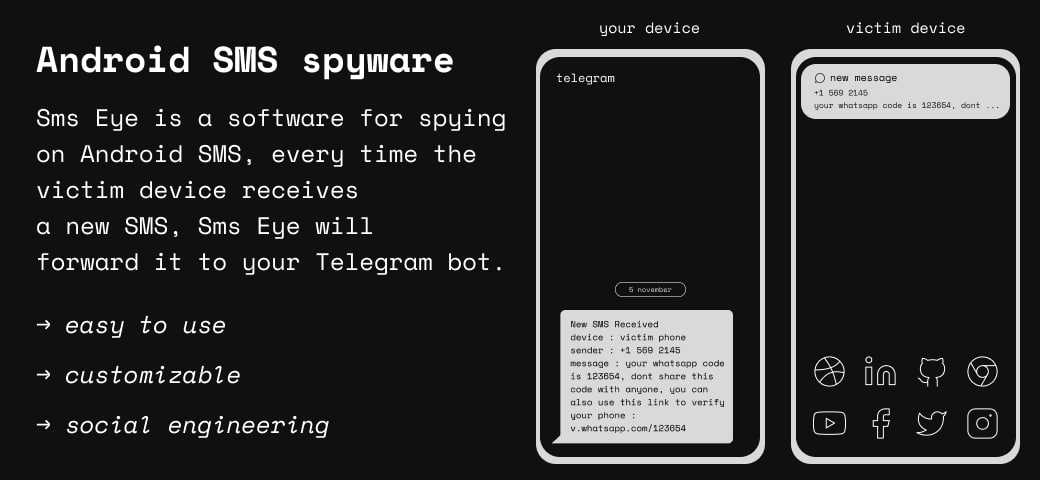 Android SMS spyware
Sms Eye is a software for spying
on Android SMS, every time the
victim device receives
a new SMS, Sms Eye will
forward it to your Telegram bot.
→ easy to use
→ customizable
→ social engineering
your device
telegram
5 november
New SMS Received
device : victim phone
sender : +1 569 2145
message : your whatsapp code
is 123654, dont share this
code with anyone, you can
also use this link to verify
your phone :
v.whatsapp.com/123654
victim device
new message
+1 569 2145
your whatsapp code is 123654, dont ...
in